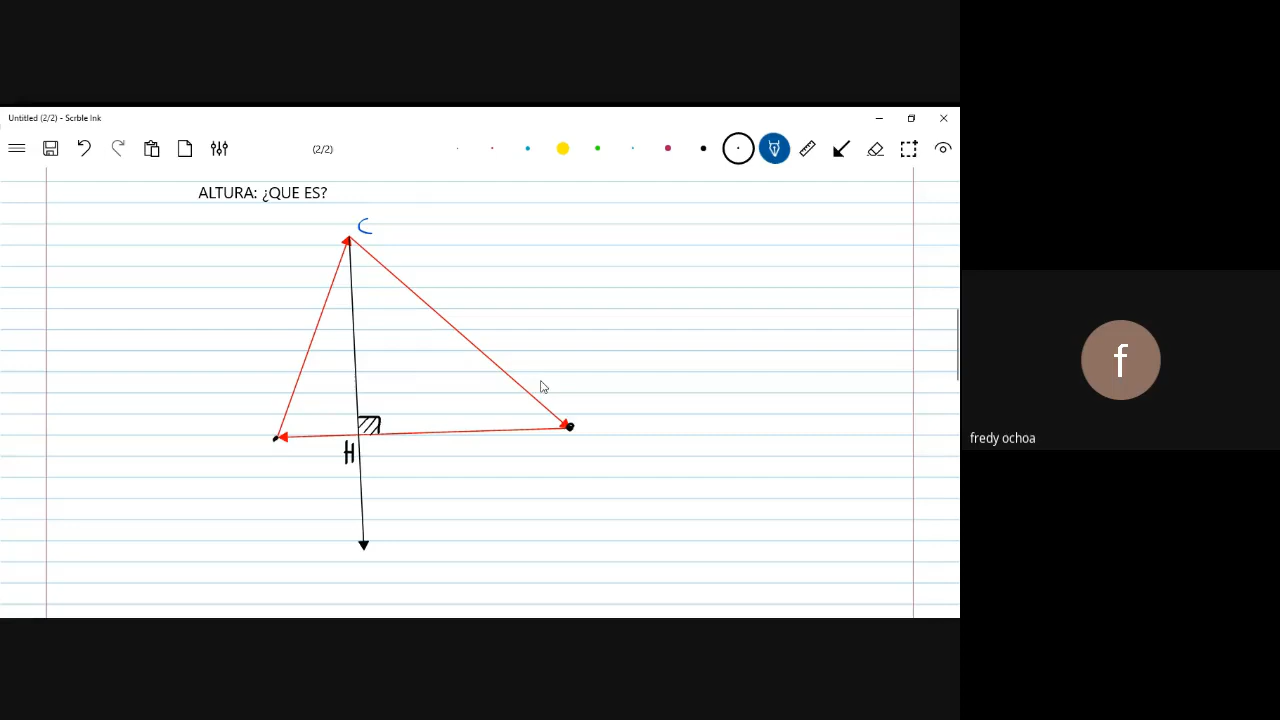 Untitled (2/2) - Scrble Ink
(2/2)
ALTURA: ¿QUE ES?
C
H
f
fredy ochoa